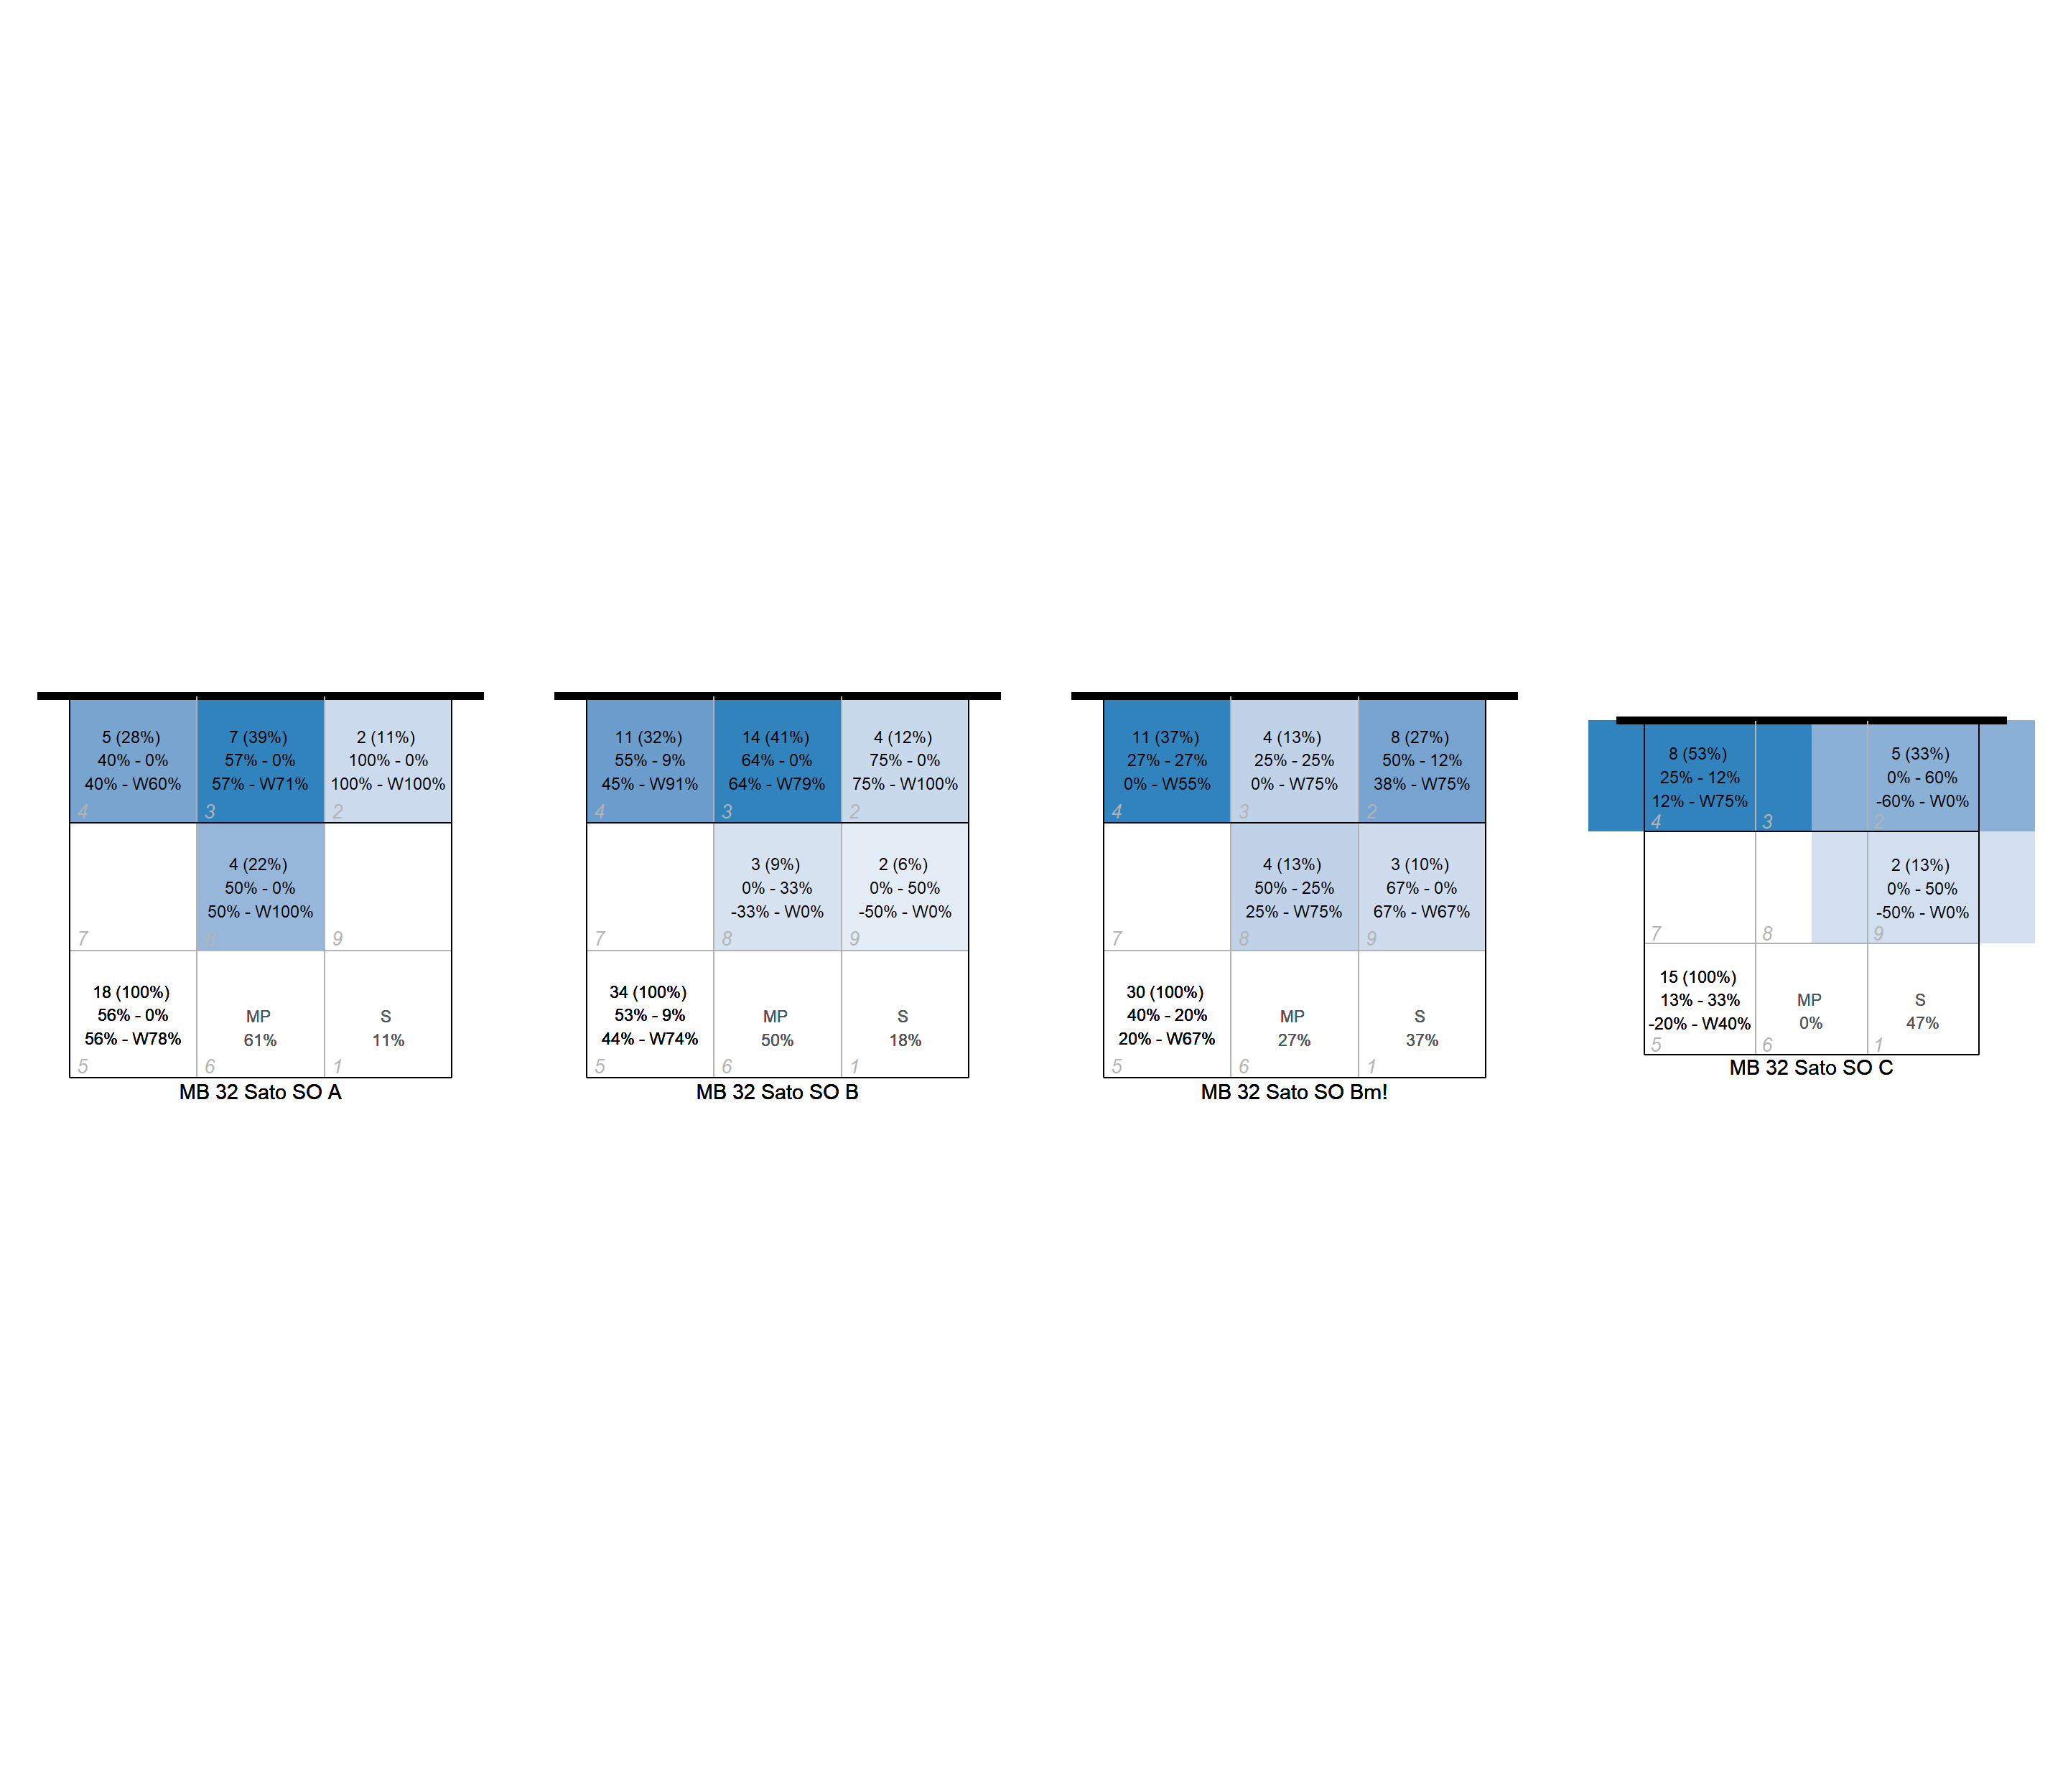 5 (28%)
40% - 0%
40% - W60%
4
7 (39%)
57% - 0%
57% - W71%
3
2 (11%)
100% - 0%
100% - W100%
2
7
4 (22%)
50% - 0%
50% - W100%
8
9
18 (100%)
56% - 0%
56% - W78%
5
MP
61%
6
S
11%
MB 32 Sato SO A
11 (32%)
55% - 9%
45% - W91%
4
14 (41%)
64% - 0%
64% - W79%
3
4 (12%)
75% - 0%
75% - W100%
2
7
3 (9%)
0% - 33%
-33% - W0%
8
2 (6%)
0% - 50%
-50% - W0%
9
34 (100%)
53% - 9%
44% - W74%
5
MP
50%
6
S
18%
1
MB 32 Sato SO B
11 (37%)
27% - 27%
0% - W55%
4
4 (13%)
25% - 25%
0% - W75%
3
8 (27%)
50% - 12%
38% - W75%
2
7
4 (13%)
50% - 25%
25% - W75%
8
3 (10%)
67% - 0%
67% - W67%
9
30 (100%)
40% - 20%
20% - W67%
5
MP
27%
6
S
37%
1
MB 32 Sato SO Bm!
8 (53%)
25% - 12%
12% - W75%
4
3
5 (33%)
0% - 60%
-60% - W0%
2
7
8
2 (13%)
0% - 50%
-50% - W0%
9
15 (100%)
13% - 33%
-20% - W40%
5
MP
0%
6
S
47%
1
MB 32 Sato SO C